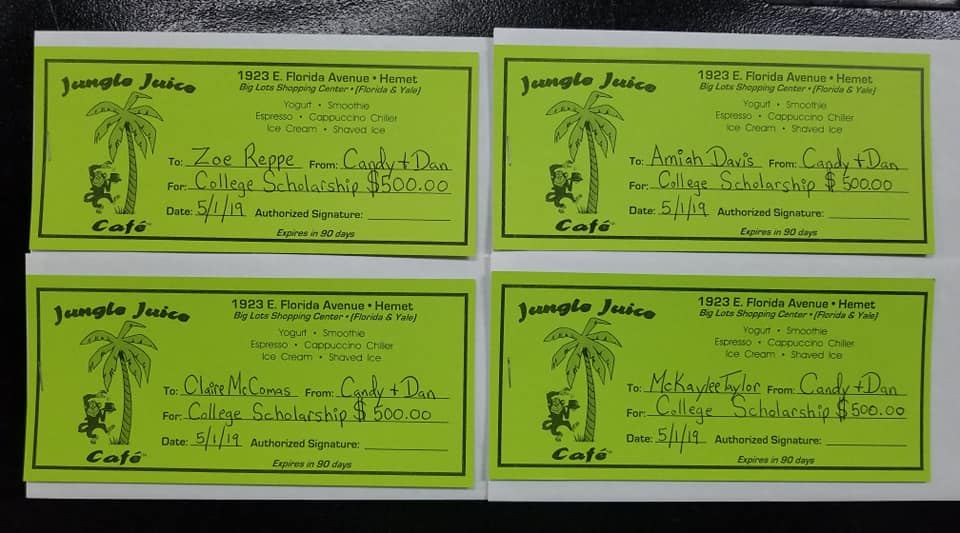 Jungle Juice
1923 E. Florida Avenue • Hemet
Big Lots Shopping Center • (Florida & Yale)
Yogurt • Smoothie
Espresso • Cappuccino Chiller
Ice Cream • Shaved Ice
To: Zoe Reppe From: Candy + Dan
For: College Scholarship $500.00
Date: 5/1/19 Authorized Signature:
Café
Expires in 90 days
Jungle Juice
1923 E. Florida Avenue • Hemet
Big Lots Shopping Center • (Florida & Yale)
Yogurt • Smoothie
Espresso • Cappuccino Chiller
Ice Cream • Shaved Ice
To: Amiah Davis From: Candy + Dan
For: College Scholarship $500.00
Date: 5/1/19 Authorized Signature:
Café
Expires in 90 days
Jungle Juice
1923 E. Florida Avenue • Hemet
Big Lots Shopping Center • (Florida & Yale)
Yogurt • Smoothie
Espresso • Cappuccino Chiller
Ice Cream • Shaved Ice
To: Claire McComas From: Candy + Dan
For: College Scholarship $500.00
Date: 5/1/19 Authorized Signature:
Café
Expires in 90 days
Jungle Juice
1923 E. Florida Avenue • Hemet
Big Lots Shopping Center • (Florida & Yale)
Yogurt • Smoothie
Espresso • Cappuccino Chiller
Ice Cream • Shaved Ice
To: McKaylee Taylor From: Candy + Dan
For: College Scholarship $500.00
Date: 5/1/19 Authorized Signature:
Café
Expires in 90 days